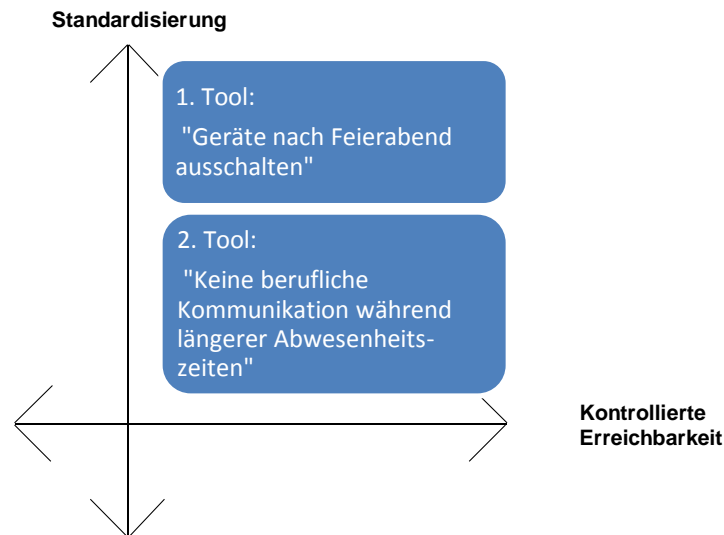 Standardisierung
1. Tool:
"Geräte nach Feierabend
ausschalten"
2. Tool:
"Keine berufliche
Kommunikation während
längerer Abwesenheits-
zeiten"
Kontrollierte
Erreichbarkeit